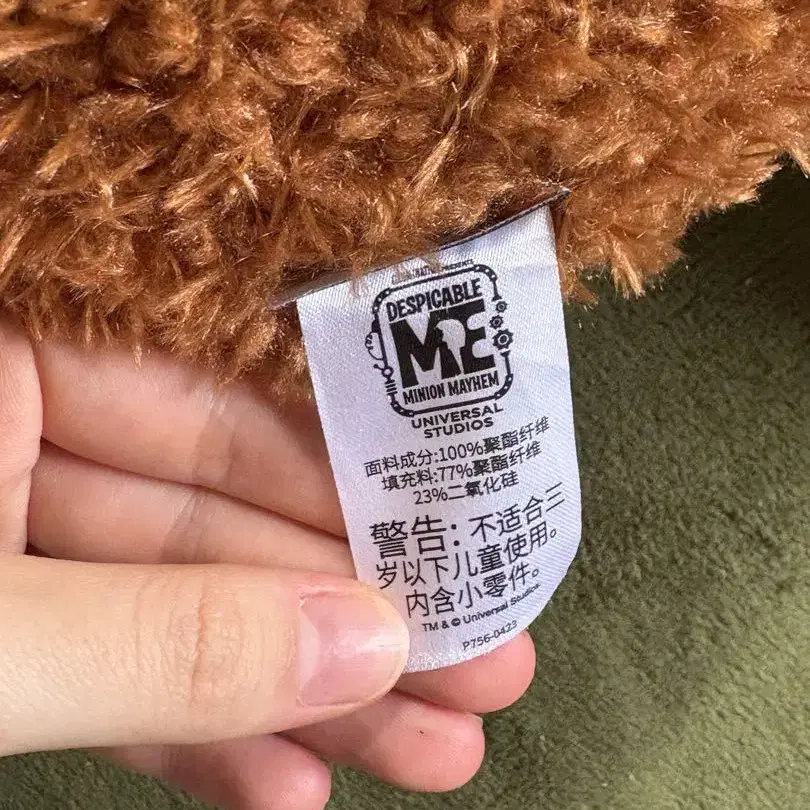 DESPICABLE
ME
MINION MAYHEM
UNIVERSAL
STUDIOS
面料成分:100%聚酯纤维
填充料:77%聚酯纤维
23%二氧化硅
警告：不适合三
岁以下儿童使用。
内含小零件。
TM & © Universal Studios
P756-0423